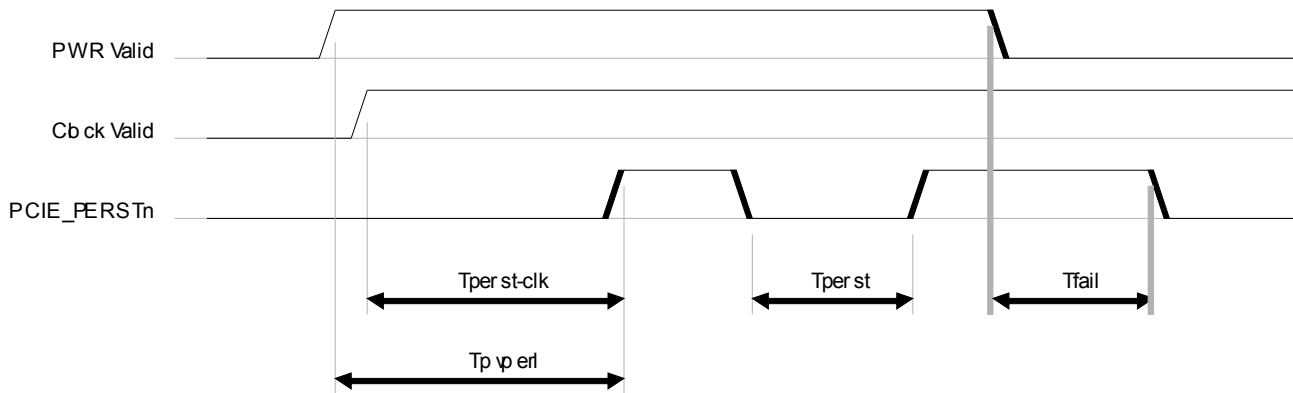 PWR Valid
Cb ck Valid
PCIE_PERSTn
Tper st-clk
Tper st
Tfail
Tp vp erl